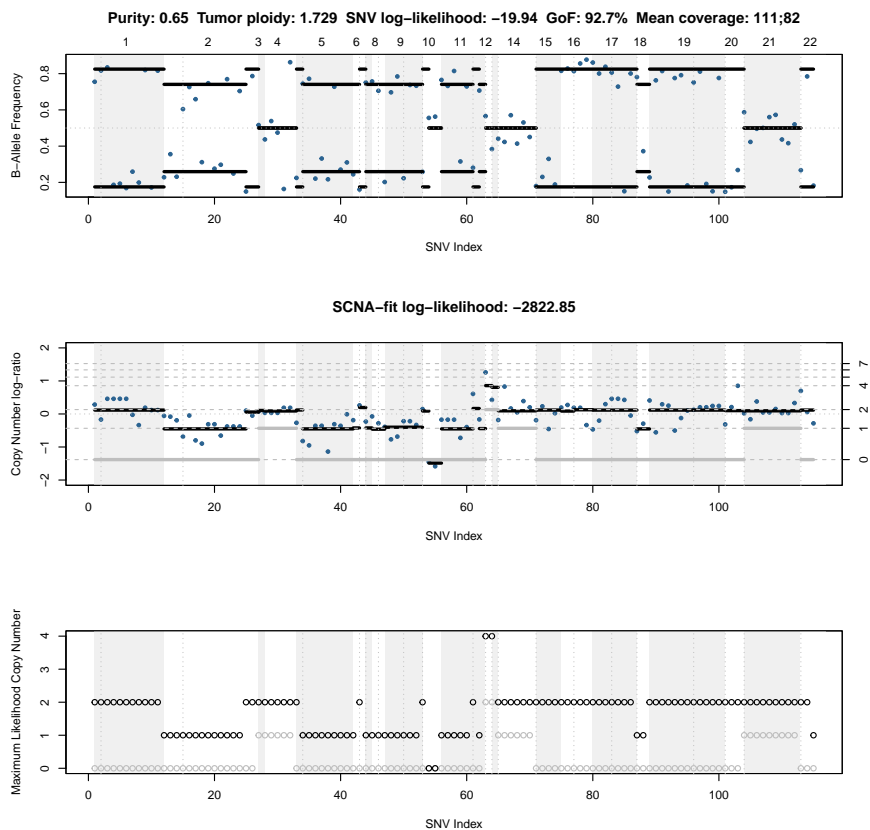 Purity: 0.65 Tumor ploidy: 1.729 SNV log−likelihood: −19.94 GoF: 92.7% Mean coverage: 111;82
1 2 3 4 5 6 8 9 10 11 12 14 15 16 17 18 19 20 21 22
B−Allele Frequency
0.8
0.6
0.4
0.2
0 20 40 60 80 100
SNV Index
SCNA−fit log−likelihood: −2822.85
Copy Number log−ratio
2
1
0
−1
−2
7
4
2
1
0
0 20 40 60 80 100
SNV Index
Maximum Likelihood Copy Number
4
3
2
1
0
0 20 40 60 80 100
SNV Index